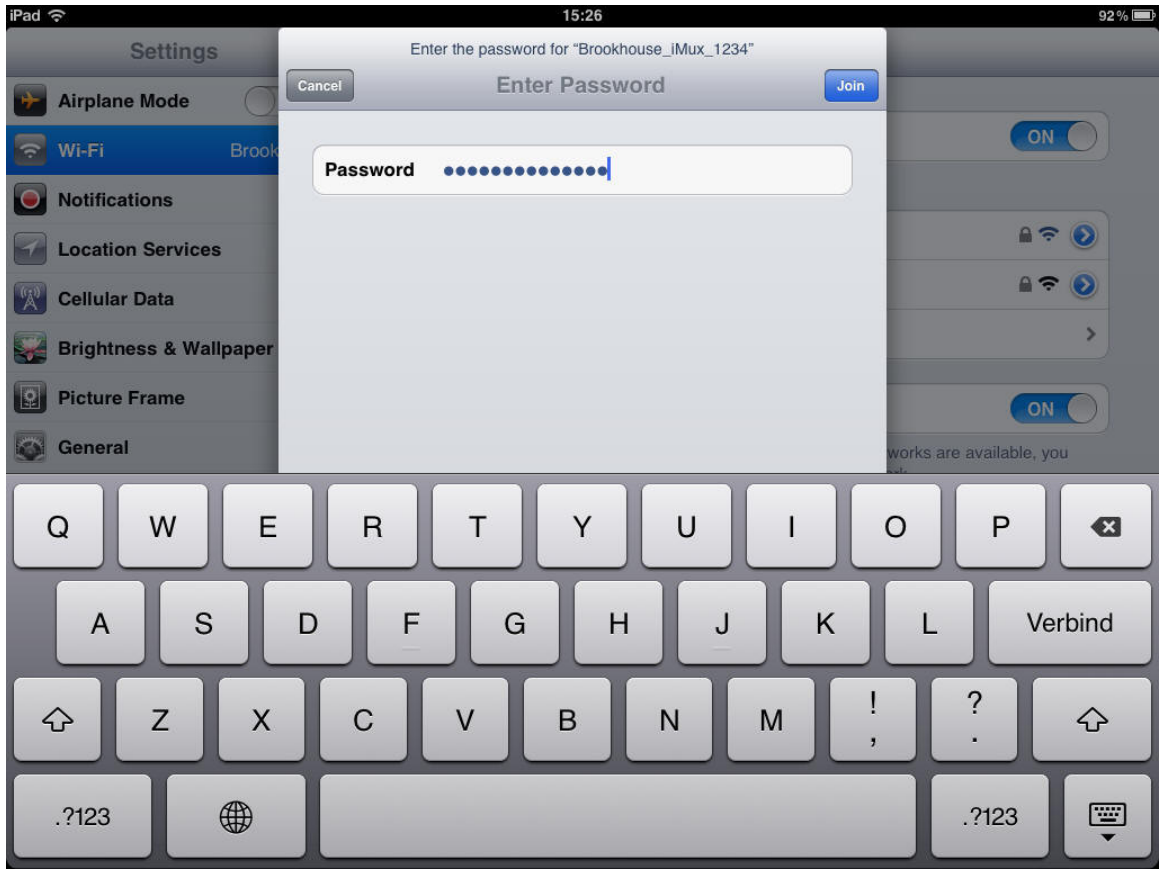 iPad 15:26 92%
Settings
Enter the password for “Brookhouse_iMux_1234”
Cancel Enter Password Join
Airplane Mode
Wi-Fi Brook
ON
Password ●●●●●●●●●●●●●●
Notifications
Location Services
Cellular Data
Brightness & Wallpaper
Picture Frame
ON
General
works are available, you
Q W E R T Y U I O P
A S D F G H J K L Verbind
Z X C V B N M ! , ? .
.?123 .?123